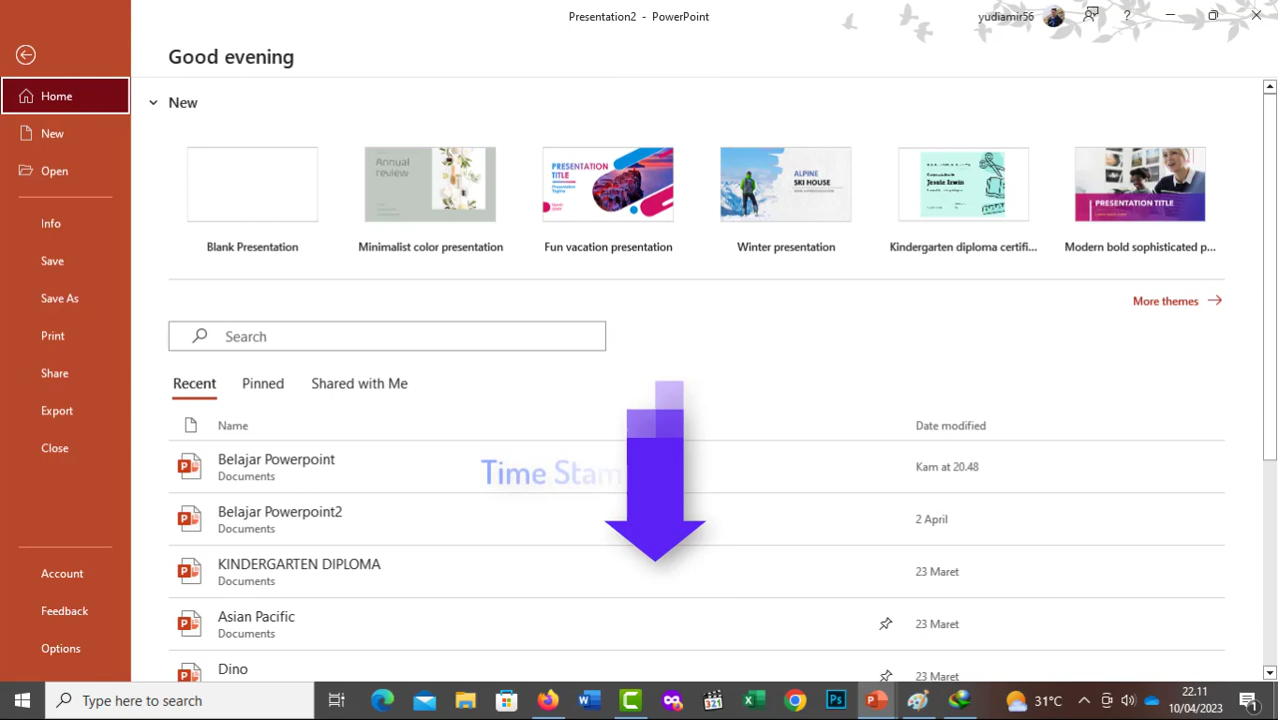 Presentation2 - PowerPoint
yudiamir56
?
Good evening
Home
New
Open
Info
Save
Save As
Print
Share
Export
Close
Account
Feedback
Options
New
Annual review
PRESENTATION TITLE
ALPINE SKI HOUSE
Jessie Irwin
PRESENTATION TITLE
Blank Presentation
Minimalist color presentation
Fun vacation presentation
Winter presentation
Kindergarten diploma certifi...
Modern bold sophisticated p...
More themes
Search
Recent Pinned Shared with Me
Name Date modified
Belajar Powerpoint
Documents
Kam at 20.48
Time Stam
Belajar Powerpoint2
Documents
2 April
KINDERGARTEN DIPLOMA
Documents
23 Maret
Asian Pacific
Documents
23 Maret
Dino
23 Maret
Type here to search
321
Ps
31°C
22.11
10/04/2023
1